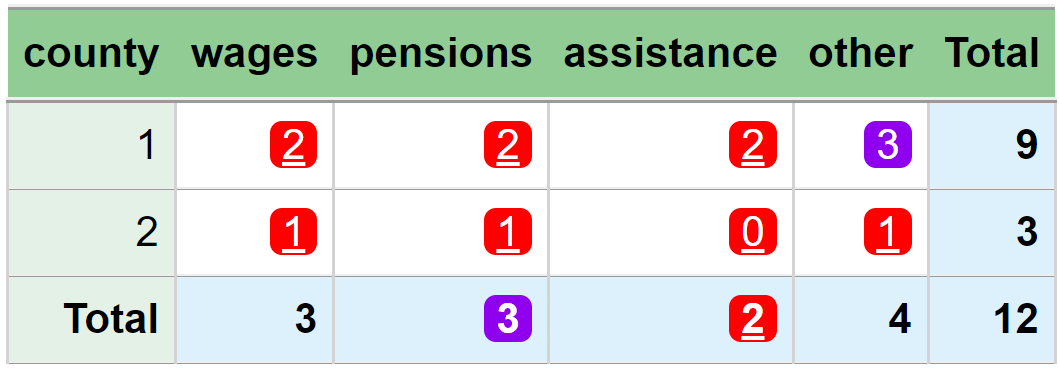 county wages pensions assistance other Total
1 2 2 2 3 9
2 1 1 0 1 3
Total 3 3 2 4 12